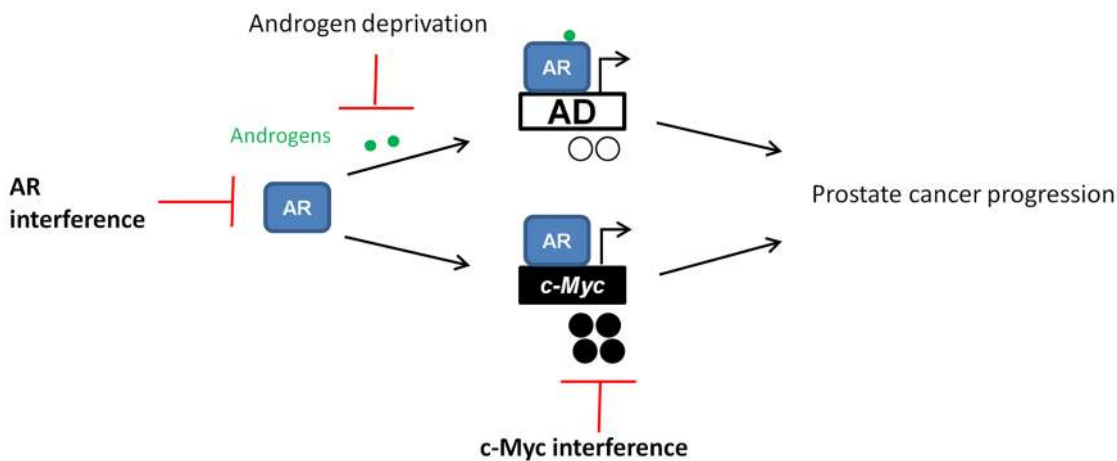 Androgen deprivation
AR
AD
Androgens
AR
interference
AR
Prostate cancer progression
AR
c-Myc
c-Myc interference